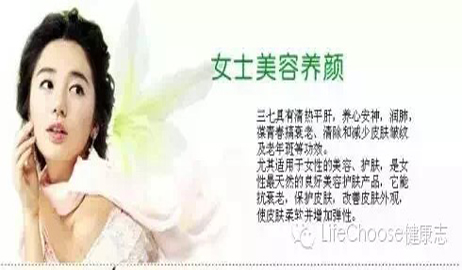 女士美容养颜
三七具有清热平肝，养心安神，润肺，
葆青春搞衰老、清除和减少皮肤皱纹
及老年斑等功效。
尤其适用于女性的美容、护肤，是女
性最天然的良好美容护肤产品，它能
抗衰老，保护皮肤，改善皮肤外观，
使皮肤柔软并增加弹性。
LifeChoose健康志